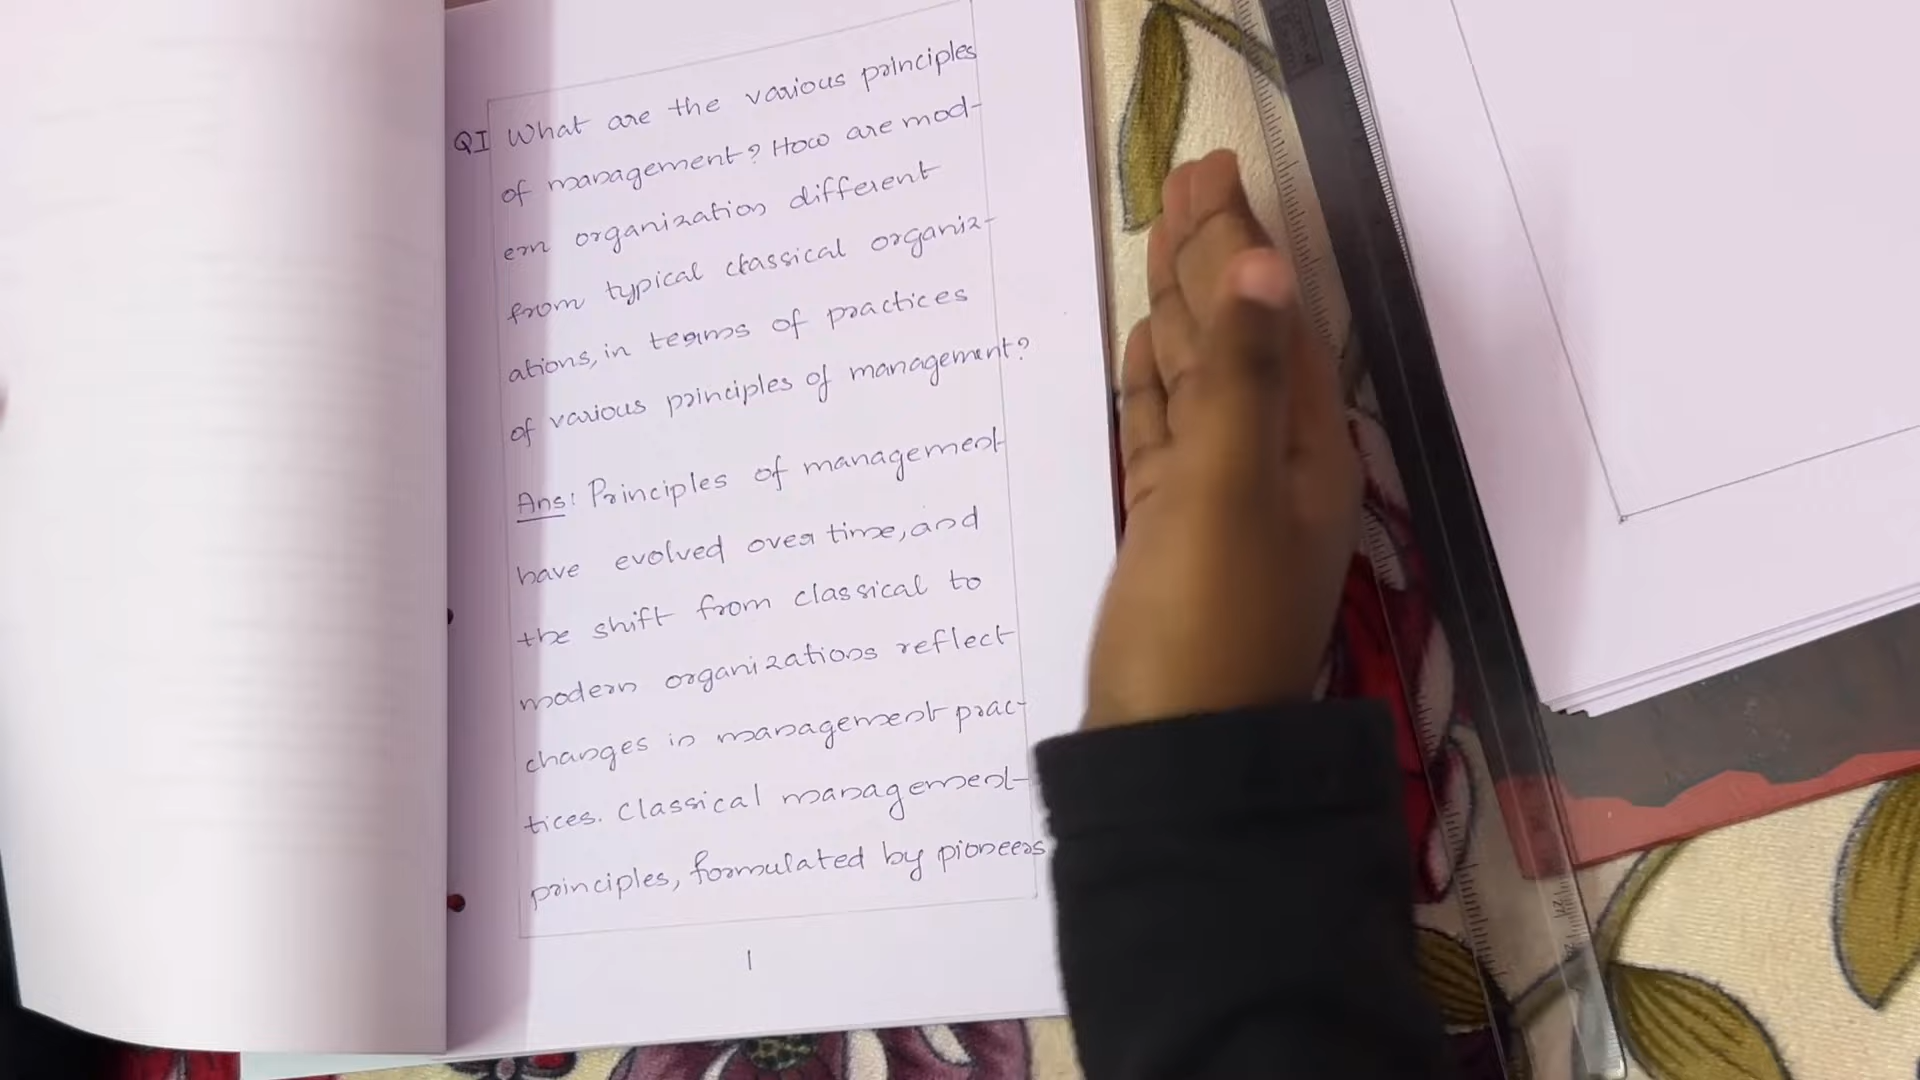 QI What are the various principles
of management? How are mod-
ern organization different
from typical classical organiz-
ations, in terms of practices
of various principles of management?
Ans: Principles of management
have evolved over time, and
the shift from classical to
modern organizations reflect
changes in management prac-
tices. Classical management
principles, formulated by pioneers
1